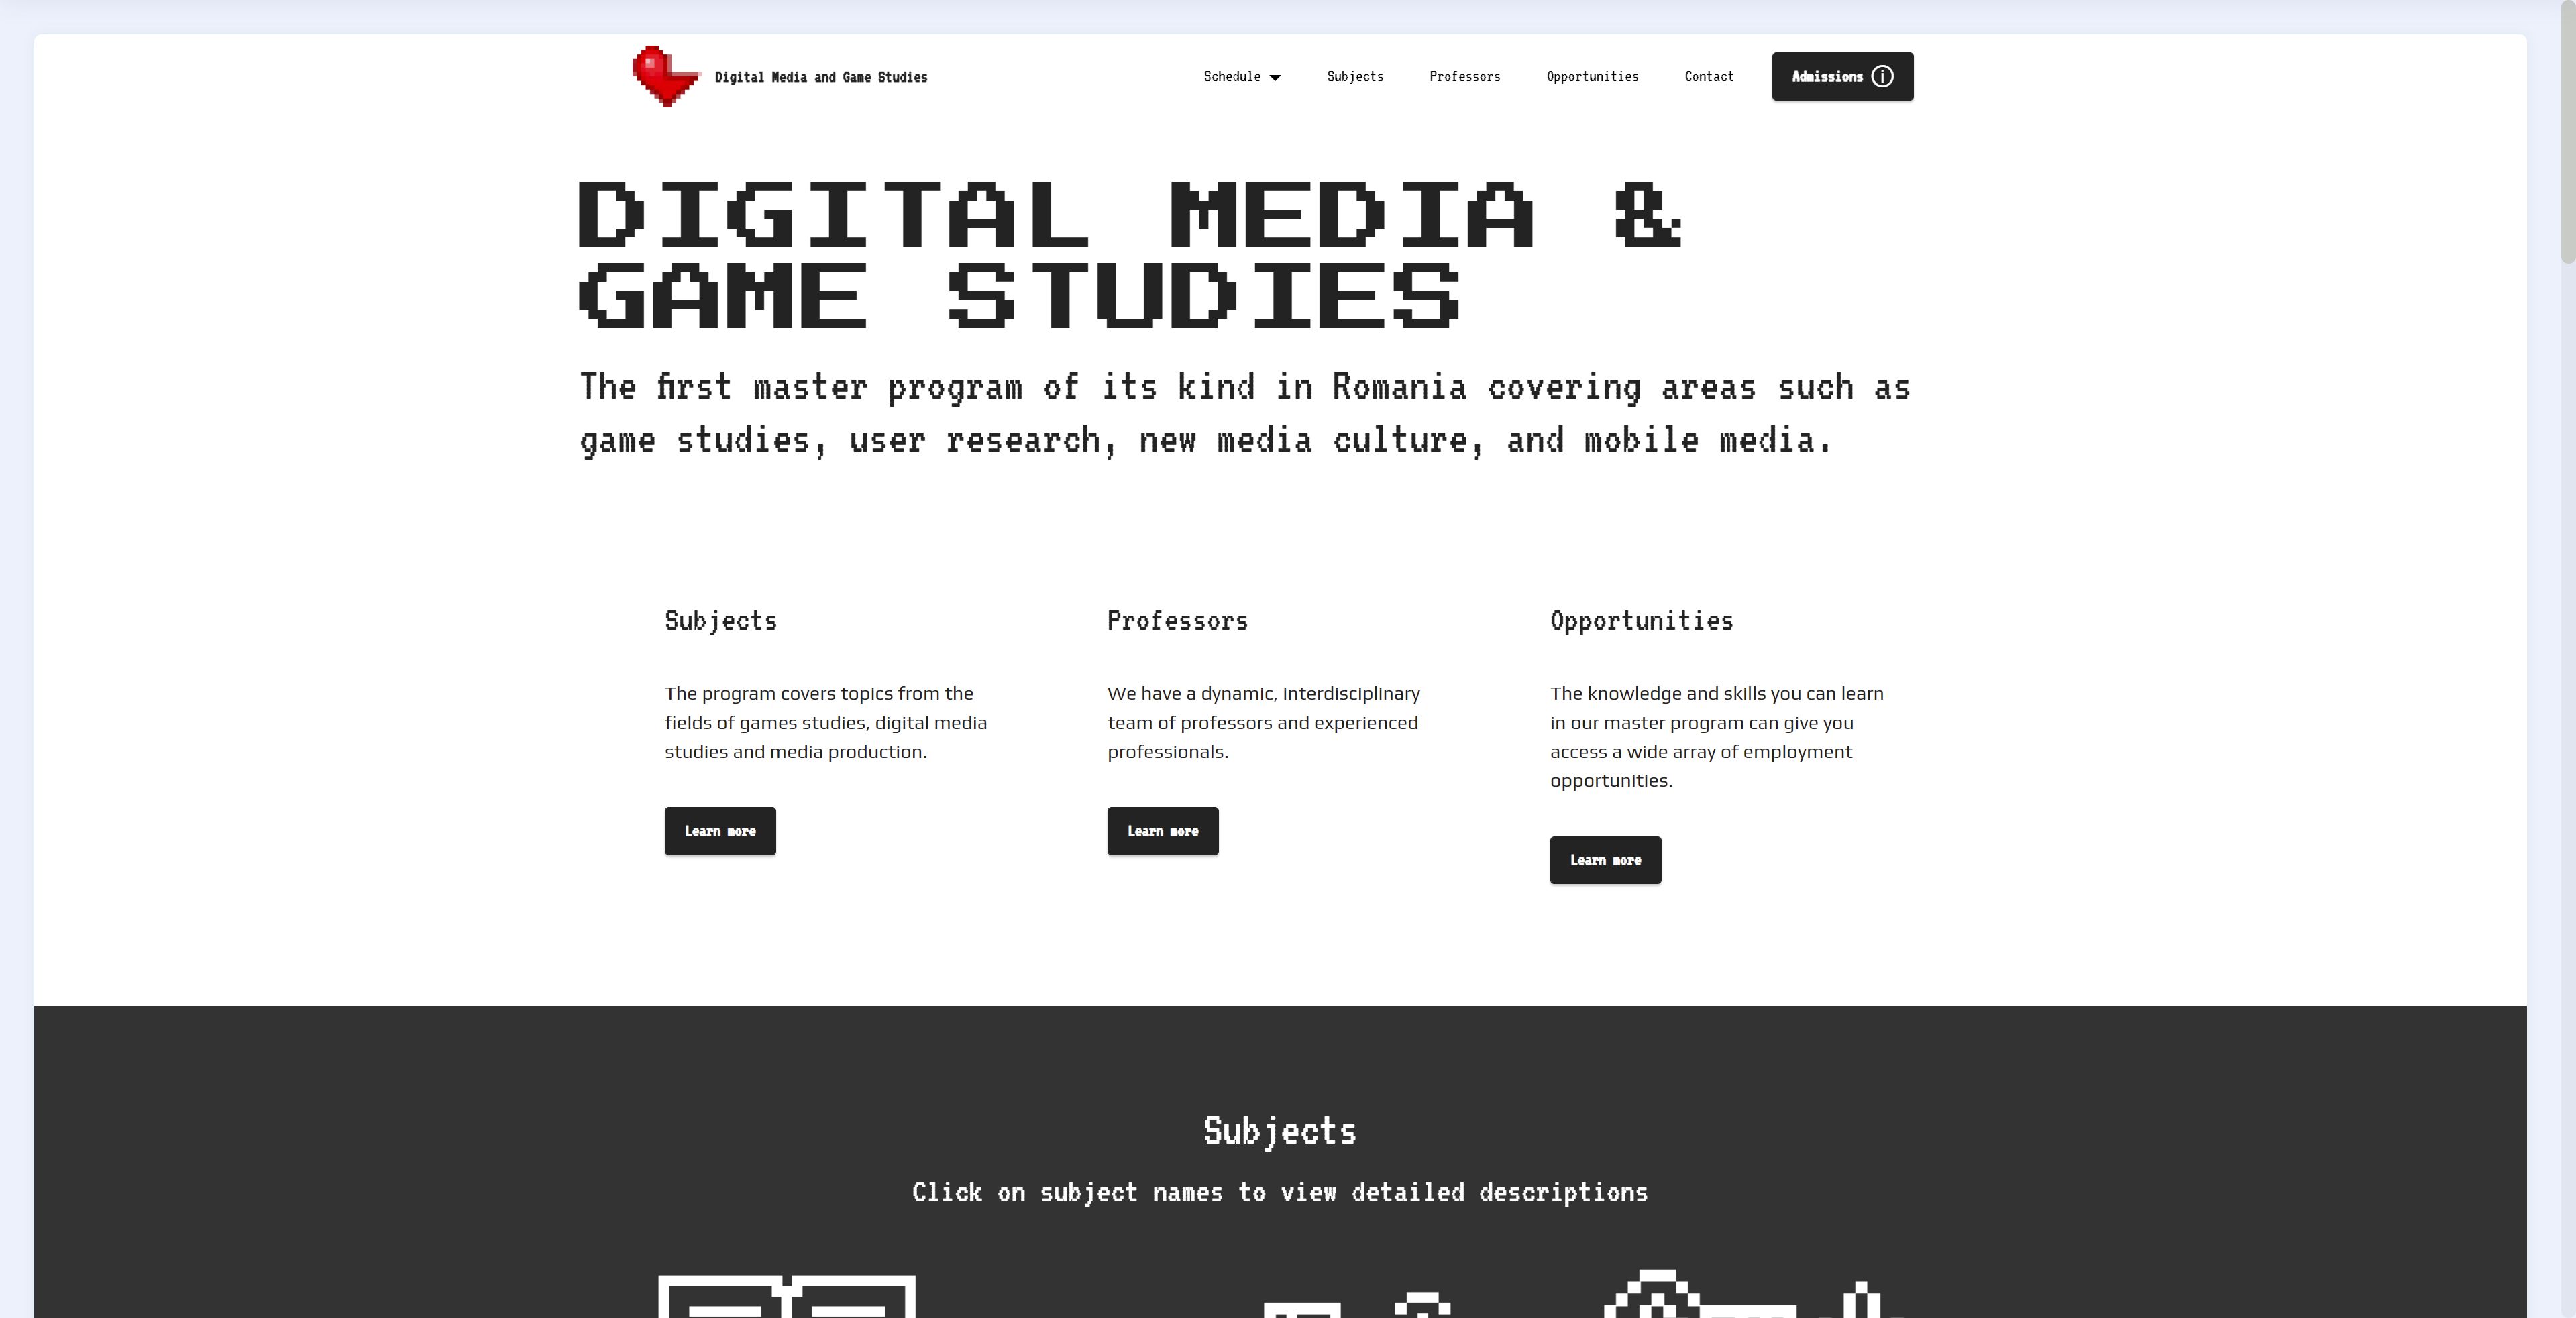 Digital Media and Game Studies
Schedule
Subjects
Professors
Opportunities
Contact
Admissions
DIGITAL MEDIA &
GAME STUDIES
The first master program of its kind in Romania covering areas such as
game studies, user research, new media culture, and mobile media.
Subjects
The program covers topics from the
fields of games studies, digital media
studies and media production.
Learn more
Professors
We have a dynamic, interdisciplinary
team of professors and experienced
professionals.
Learn more
Opportunities
The knowledge and skills you can learn
in our master program can give you
access a wide array of employment
opportunities.
Learn more
Subjects
Click on subject names to view detailed descriptions